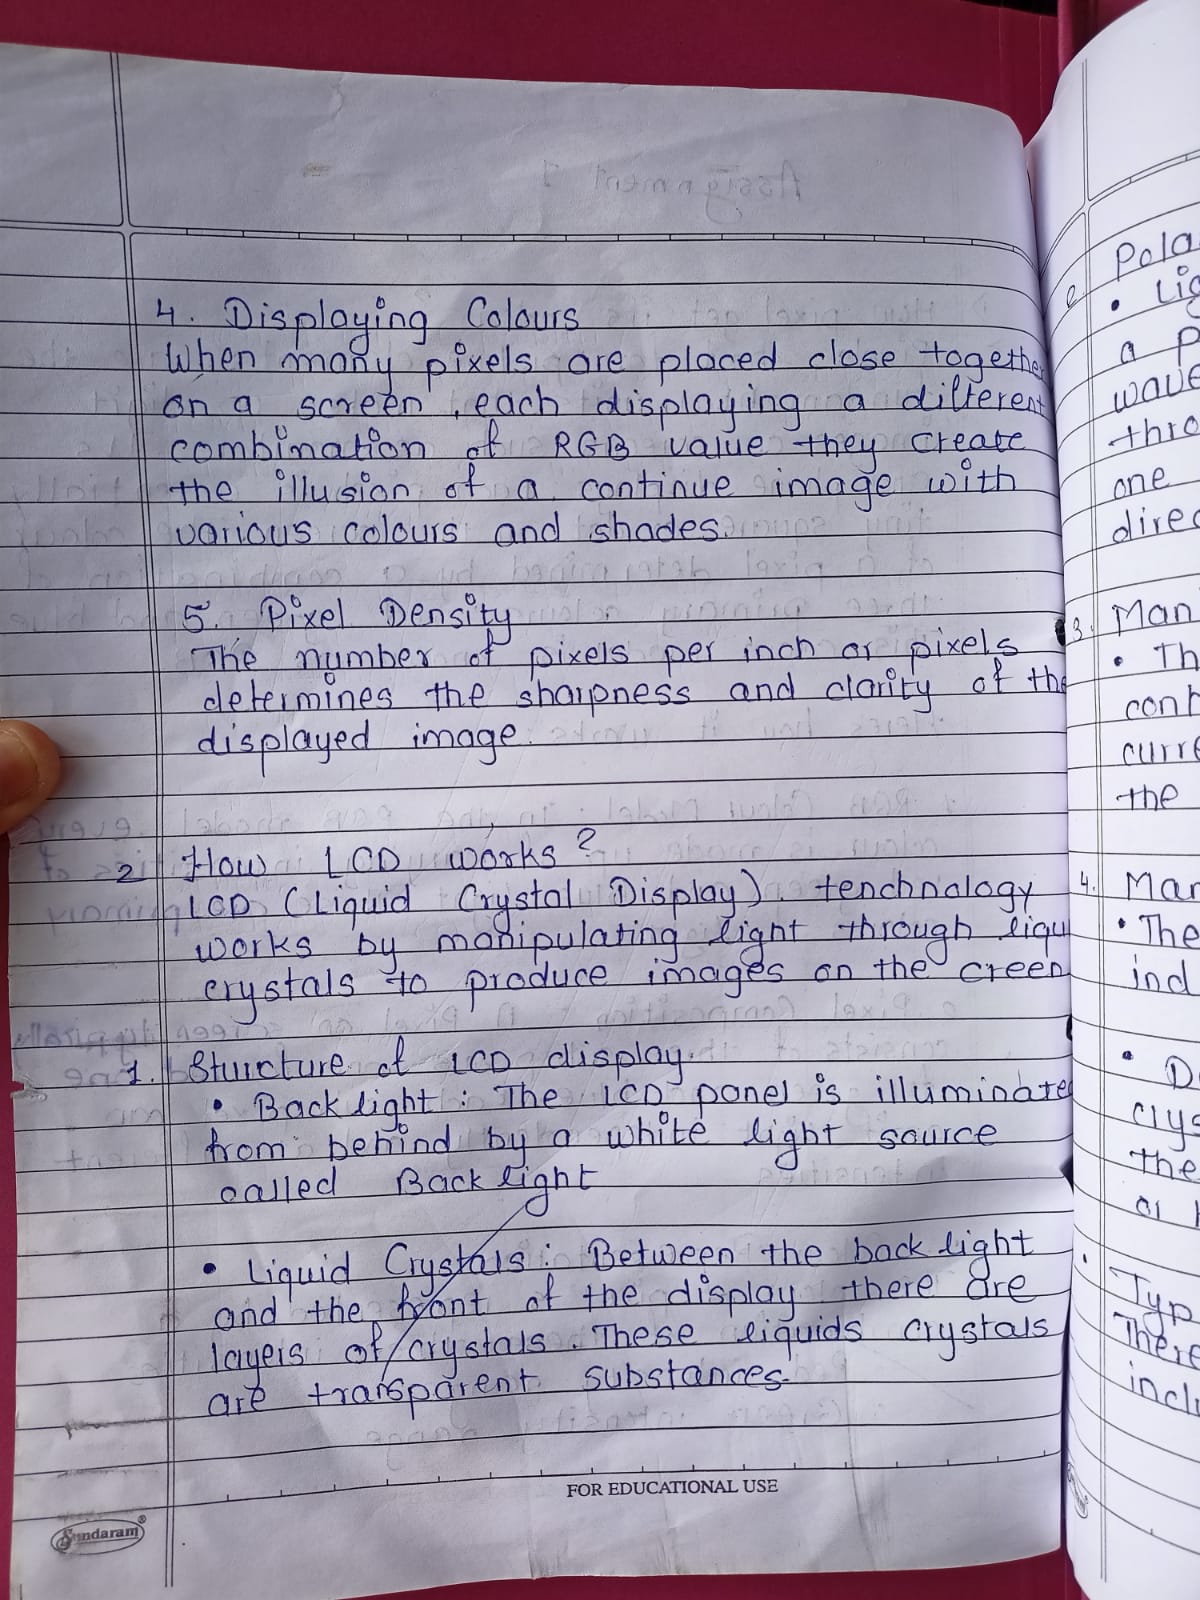 4. Displaying Colours
When many pixels are placed close together
on a screen, each displaying a different
combination of RGB value they create
the illusion of a continue image with
various colours and shades.
5. Pixel Density
The number of pixels per inch or pixels
determines the sharpness and clarity of the
displayed image.
2 How LCD works?
LCD (Liquid Crystal Display). tenchnology
works by manipulating light through liqu
crystals to produce images on the creen
1. Sturcture of LCD display.
• Back light : The LCD panel is illuminate
from behind by a white light source
called Back light
• Liquid Crystals : Between the back light
and the front of the display there are
layers of crystals. These liquids crystals
are transparent substances.
FOR EDUCATIONAL USE
Sundaram®
Pola
• Lig
a p
wave
thro
one
direc
3. Man
• Th
cont
curre
the
4. Man
• The
ind
• D
clys
the
or
• Typ
There
incl